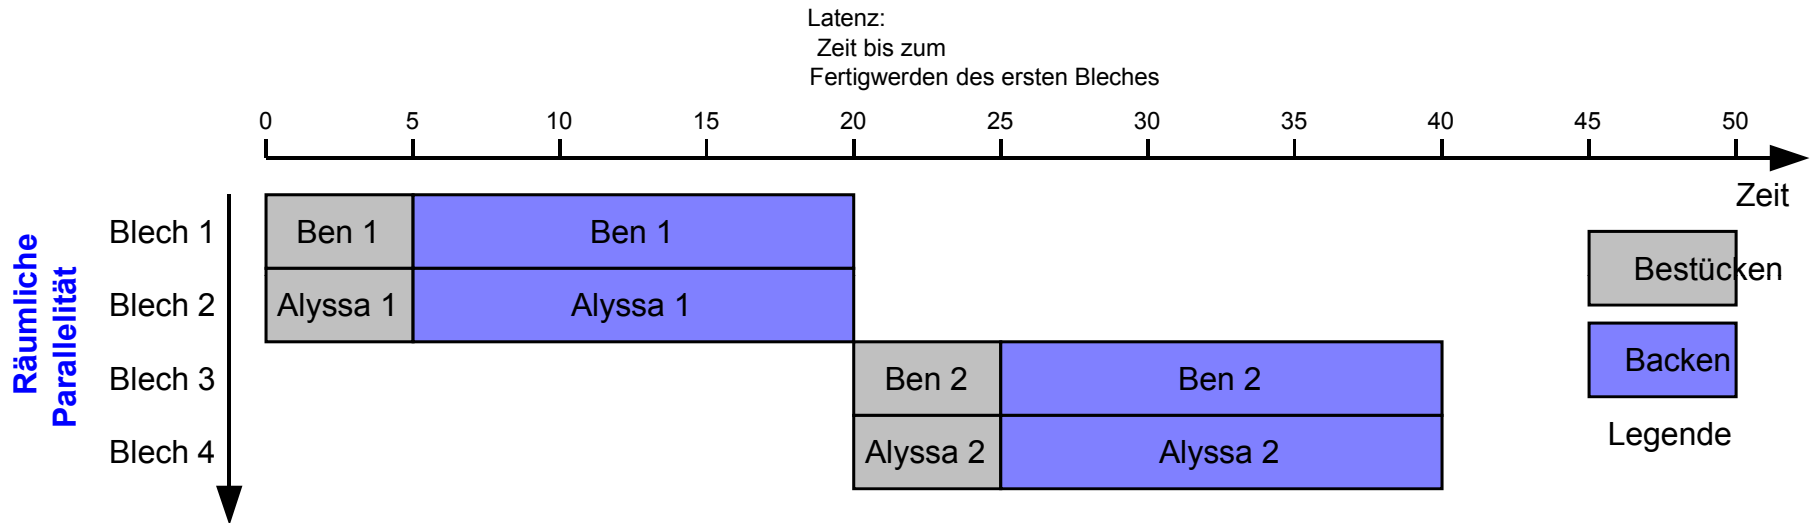 Latenz:
Zeit bis zum
Fertigwerden des ersten Bleches
0 5 10 15 20 25 30 35 40 45 50
Zeit
Räumliche
Parallelität
Blech 1 Ben 1 Ben 1
Blech 2 Alyssa 1 Alyssa 1
Blech 3 Ben 2 Ben 2
Blech 4 Alyssa 2 Alyssa 2
Bestücken
Backen
Legende